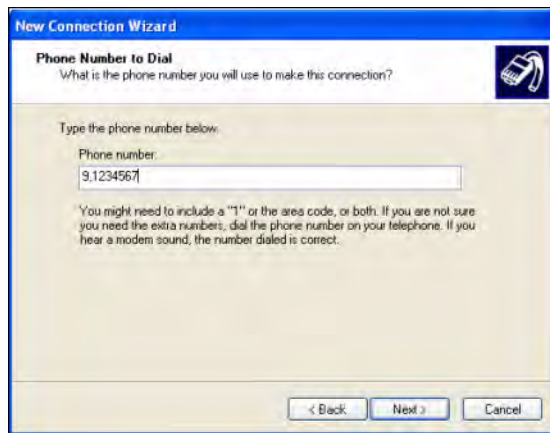 New Connection Wizard
Phone Number to Dial
What is the phone number you will use to make this connection?
Type the phone number below.
Phone number:
9,1234567
You might need to include a "1" or the area code, or both. If you are not sure
you need the extra numbers, dial the phone number on your telephone. If you
hear a modem sound, the number dialed is correct.
< Back
Next >
Cancel